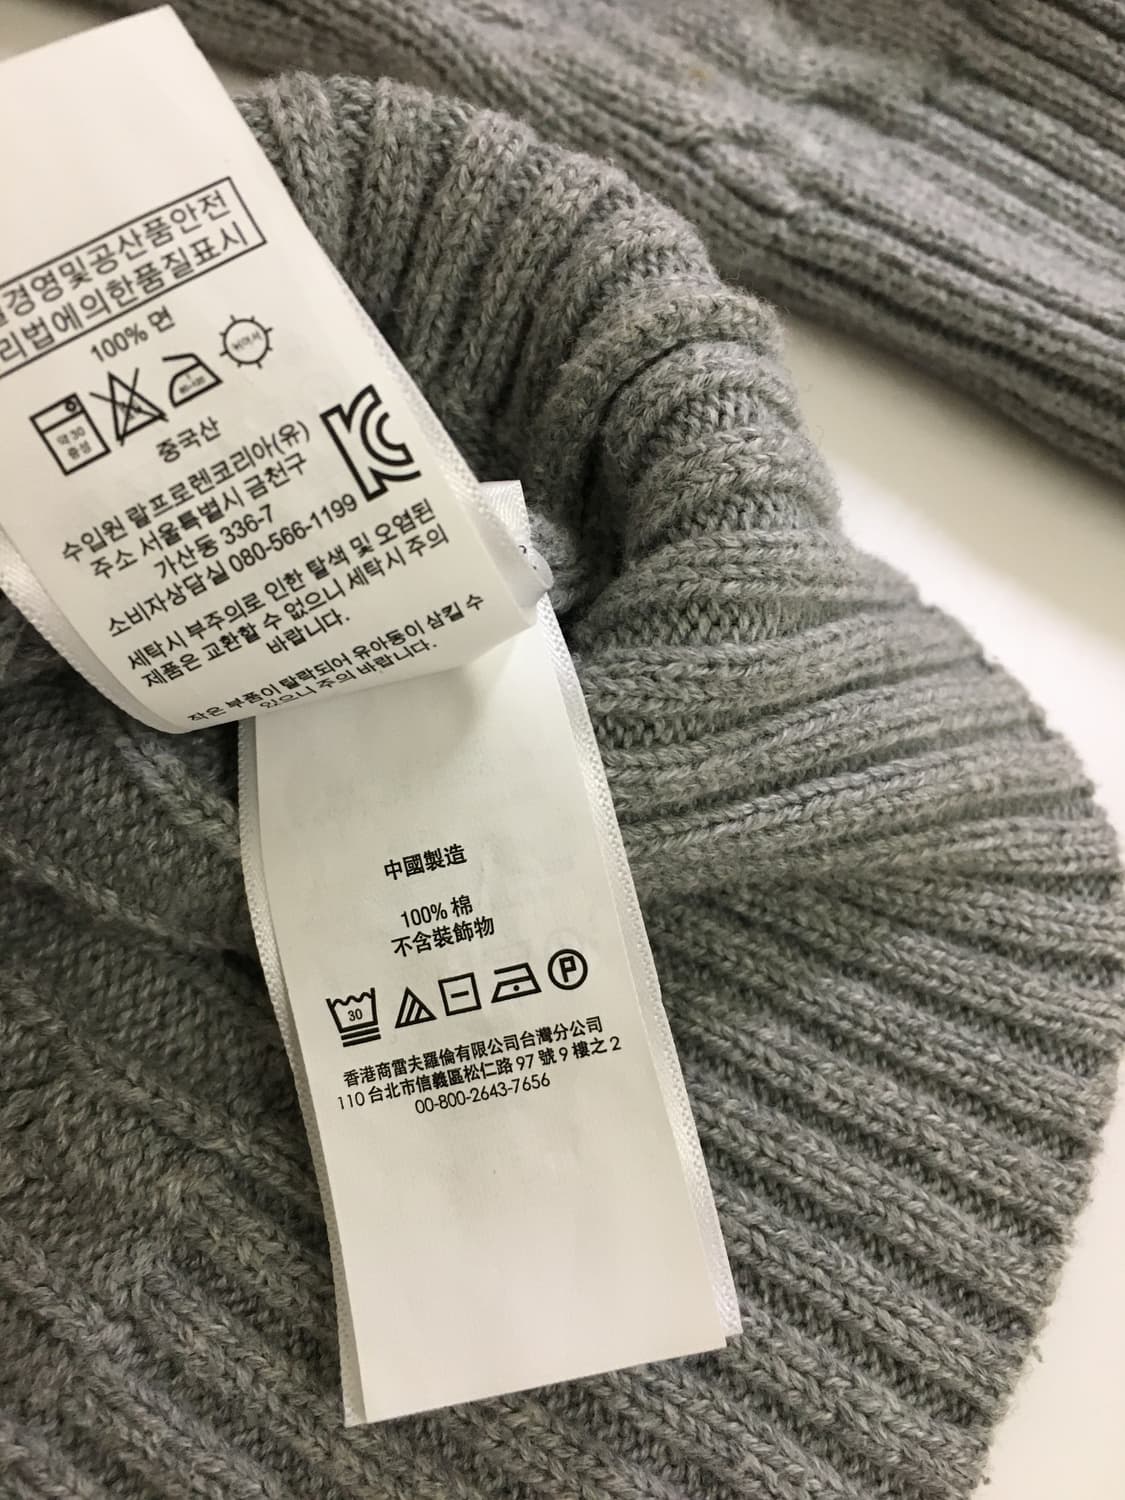 경영및공산품안전
리법에의한품질표시
100% 면
약 30
중성
80~120
뉘어서
중국산
수입원 랄프로렌코리아(유)
주소 서울특별시 금천구
가산동 336-7
소비자상담실 080-566-1199
세탁시 부주의로 인한 탈색 및 오염된
제품은 교환할 수 없으니 세탁시 주의
바랍니다.
작은 부품이 탈락되어 유아동이 삼킬 수
있으니 주의 바랍니다.
中國製造
100% 棉
不含裝飾物
30
P
香港商雷夫羅倫有限公司台灣分公司
110 台北市信義區松仁路 97 號 9 樓之 2
00-800-2643-7656